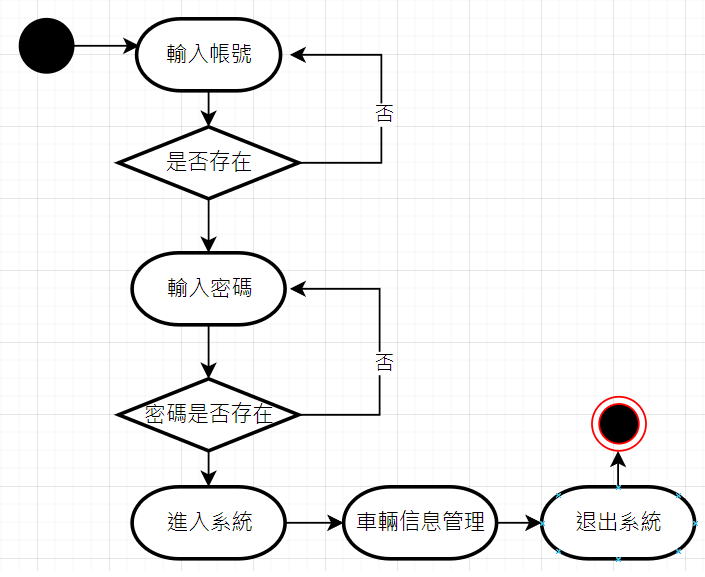 輸入帳號
否
是否存在
輸入密碼
否
密碼是否存在
進入系統
車輛信息管理
退出系統